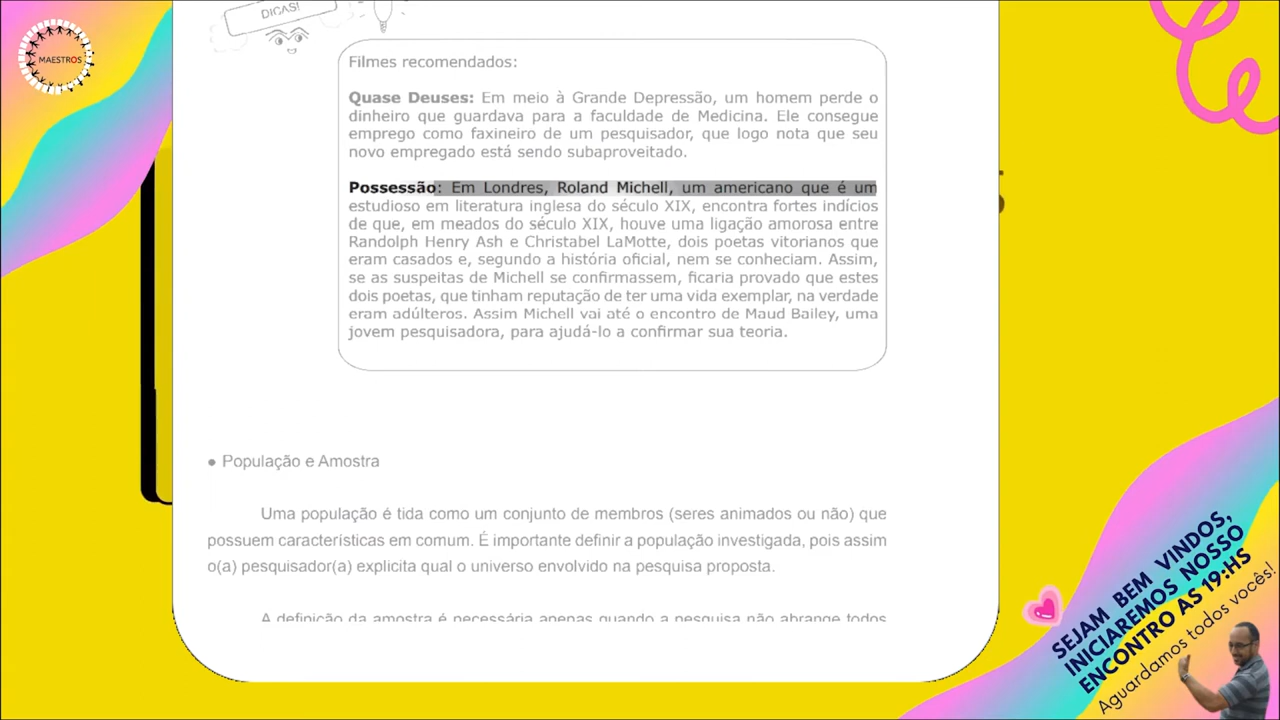 MAESTROS
DICAS!
Filmes recomendados:
Quase Deuses: Em meio à Grande Depressão, um homem perde o
dinheiro que guardava para a faculdade de Medicina. Ele consegue
emprego como faxineiro de um pesquisador, que logo nota que seu
novo empregado está sendo subaproveitado.
Possessão: Em Londres, Roland Michell, um americano que é um
estudioso em literatura inglesa do século XIX, encontra fortes indícios
de que, em meados do século XIX, houve uma ligação amorosa entre
Randolph Henry Ash e Christabel LaMotte, dois poetas vitorianos que
eram casados e, segundo a história oficial, nem se conheciam. Assim,
se as suspeitas de Michell se confirmassem, ficaria provado que estes
dois poetas, que tinham reputação de ter uma vida exemplar, na verdade
eram adúlteros. Assim Michell vai até o encontro de Maud Bailey, uma
jovem pesquisadora, para ajudá-lo a confirmar sua teoria.
● População e Amostra
Uma população é tida como um conjunto de membros (seres animados ou não) que
possuem características em comum. É importante definir a população investigada, pois assim
o(a) pesquisador(a) explicita qual o universo envolvido na pesquisa proposta.
A definição da amostra é necessária apenas quando a pesquisa não abrange todos
SEJAM BEM VINDOS,
INICIAREMOS NOSSO
ENCONTRO AS 19:HS
Aguardamos todos vocês!